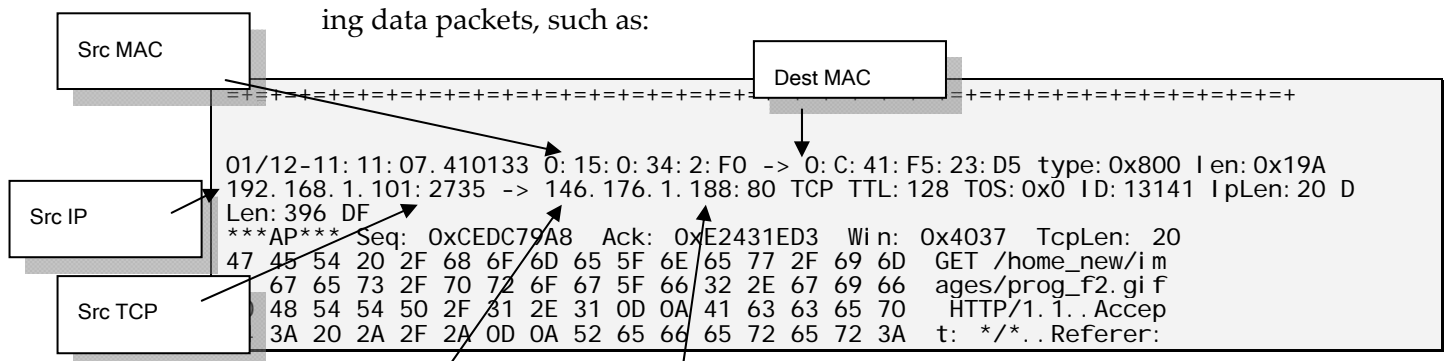 ing data packets, such as:
Src MAC
Dest MAC
=+=+=+=+=+=+=+=+=+=+=+=+=+=+=+=+=+=+=+=+=+=+=+=+=+=+=+=+=+=+=+=+=+=+=+=+=+
01/12-11:11:07.410133 0:15:0:34:2:F0 -> 0:C:41:F5:23:D5 type:0x800 len:0x19A
192.168.1.101:2735 -> 146.176.1.188:80 TCP TTL:128 TOS:0x0 ID:13141 IpLen:20 D
Src IP
Len:396 DF
***AP*** Seq: 0xCEDC79A8 Ack: 0xE2431ED3 Win: 0x4037 TcpLen: 20
47 45 54 20 2F 68 6F 6D 65 5F 6E 65 77 2F 69 6D GET /home_new/im
67 65 73 2F 70 72 6F 67 5F 66 32 2E 67 69 66 ages/prog_f2.gif
Src TCP
48 54 54 50 2F 31 2E 31 0D 0A 41 63 63 65 70 HTTP/1.1..Accep
3A 20 2A 2F 2A 0D 0A 52 65 66 65 72 65 72 3A t: */*..Referer: